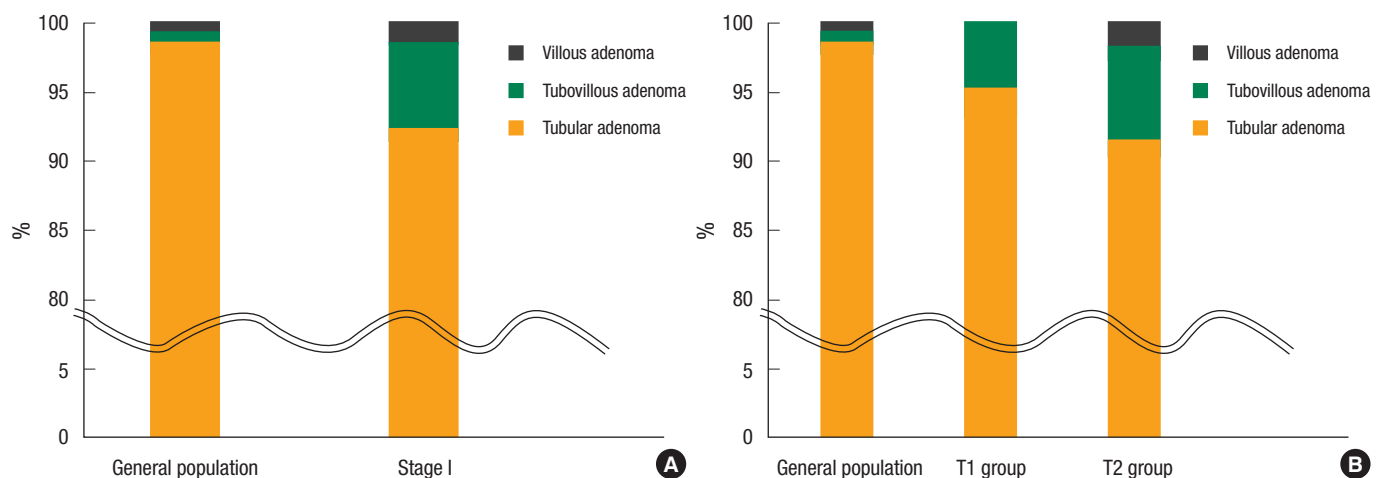 100
95
90
85
80
5
0
%
Villous adenoma
Tubovillous adenoma
Tubular adenoma
General population
Stage I
A
100
95
90
85
80
5
0
%
Villous adenoma
Tubovillous adenoma
Tubular adenoma
General population
T1 group
T2 group
B